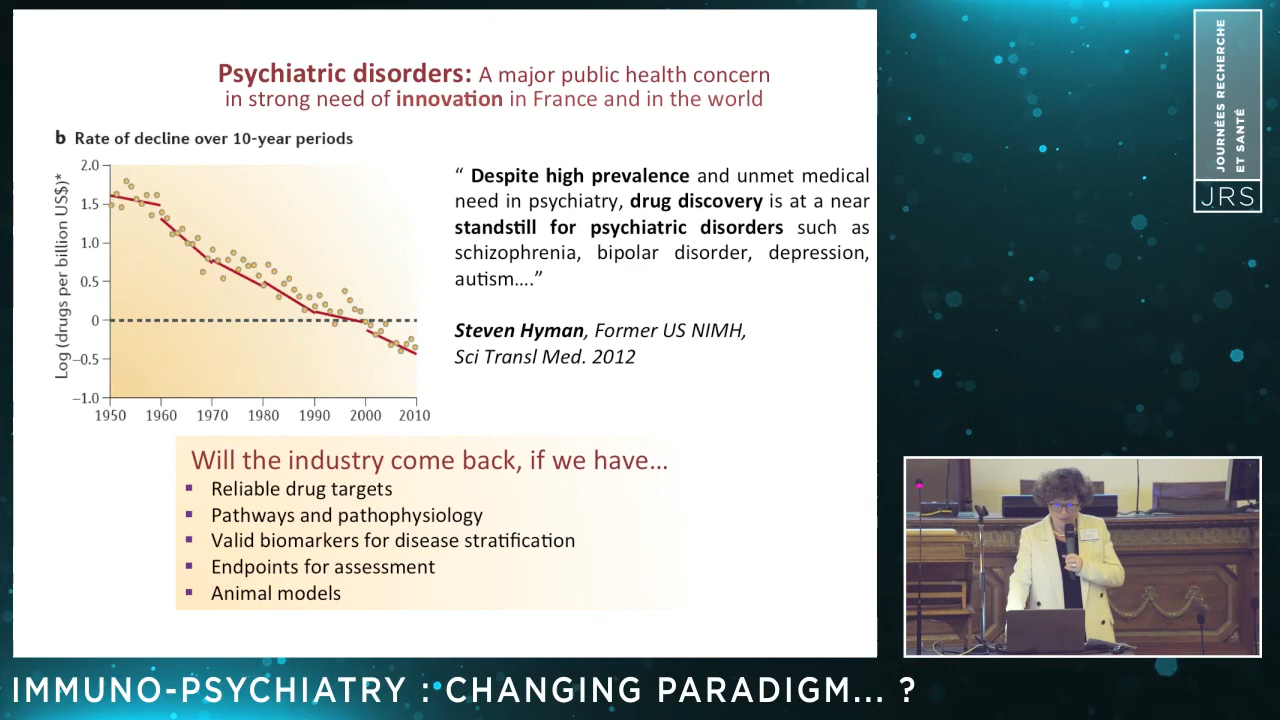 Psychiatric disorders: A major public health concern
in strong need of innovation in France and in the world
b Rate of decline over 10-year periods
Log (drugs per billion US$)*
2.0
1.5
1.0
0.5
0
–0.5
–1.0
1950 1960 1970 1980 1990 2000 2010
“ Despite high prevalence and unmet medical
need in psychiatry, drug discovery is at a near
standstill for psychiatric disorders such as
schizophrenia, bipolar disorder, depression,
autism....”
Steven Hyman, Former US NIMH,
Sci Transl Med. 2012
Will the industry come back, if we have...
▪ Reliable drug targets
▪ Pathways and pathophysiology
▪ Valid biomarkers for disease stratification
▪ Endpoints for assessment
▪ Animal models
JOURNÉES RECHERCHE
ET SANTÉ
JRS
IMMUNO-PSYCHIATRY : CHANGING PARADIGM... ?